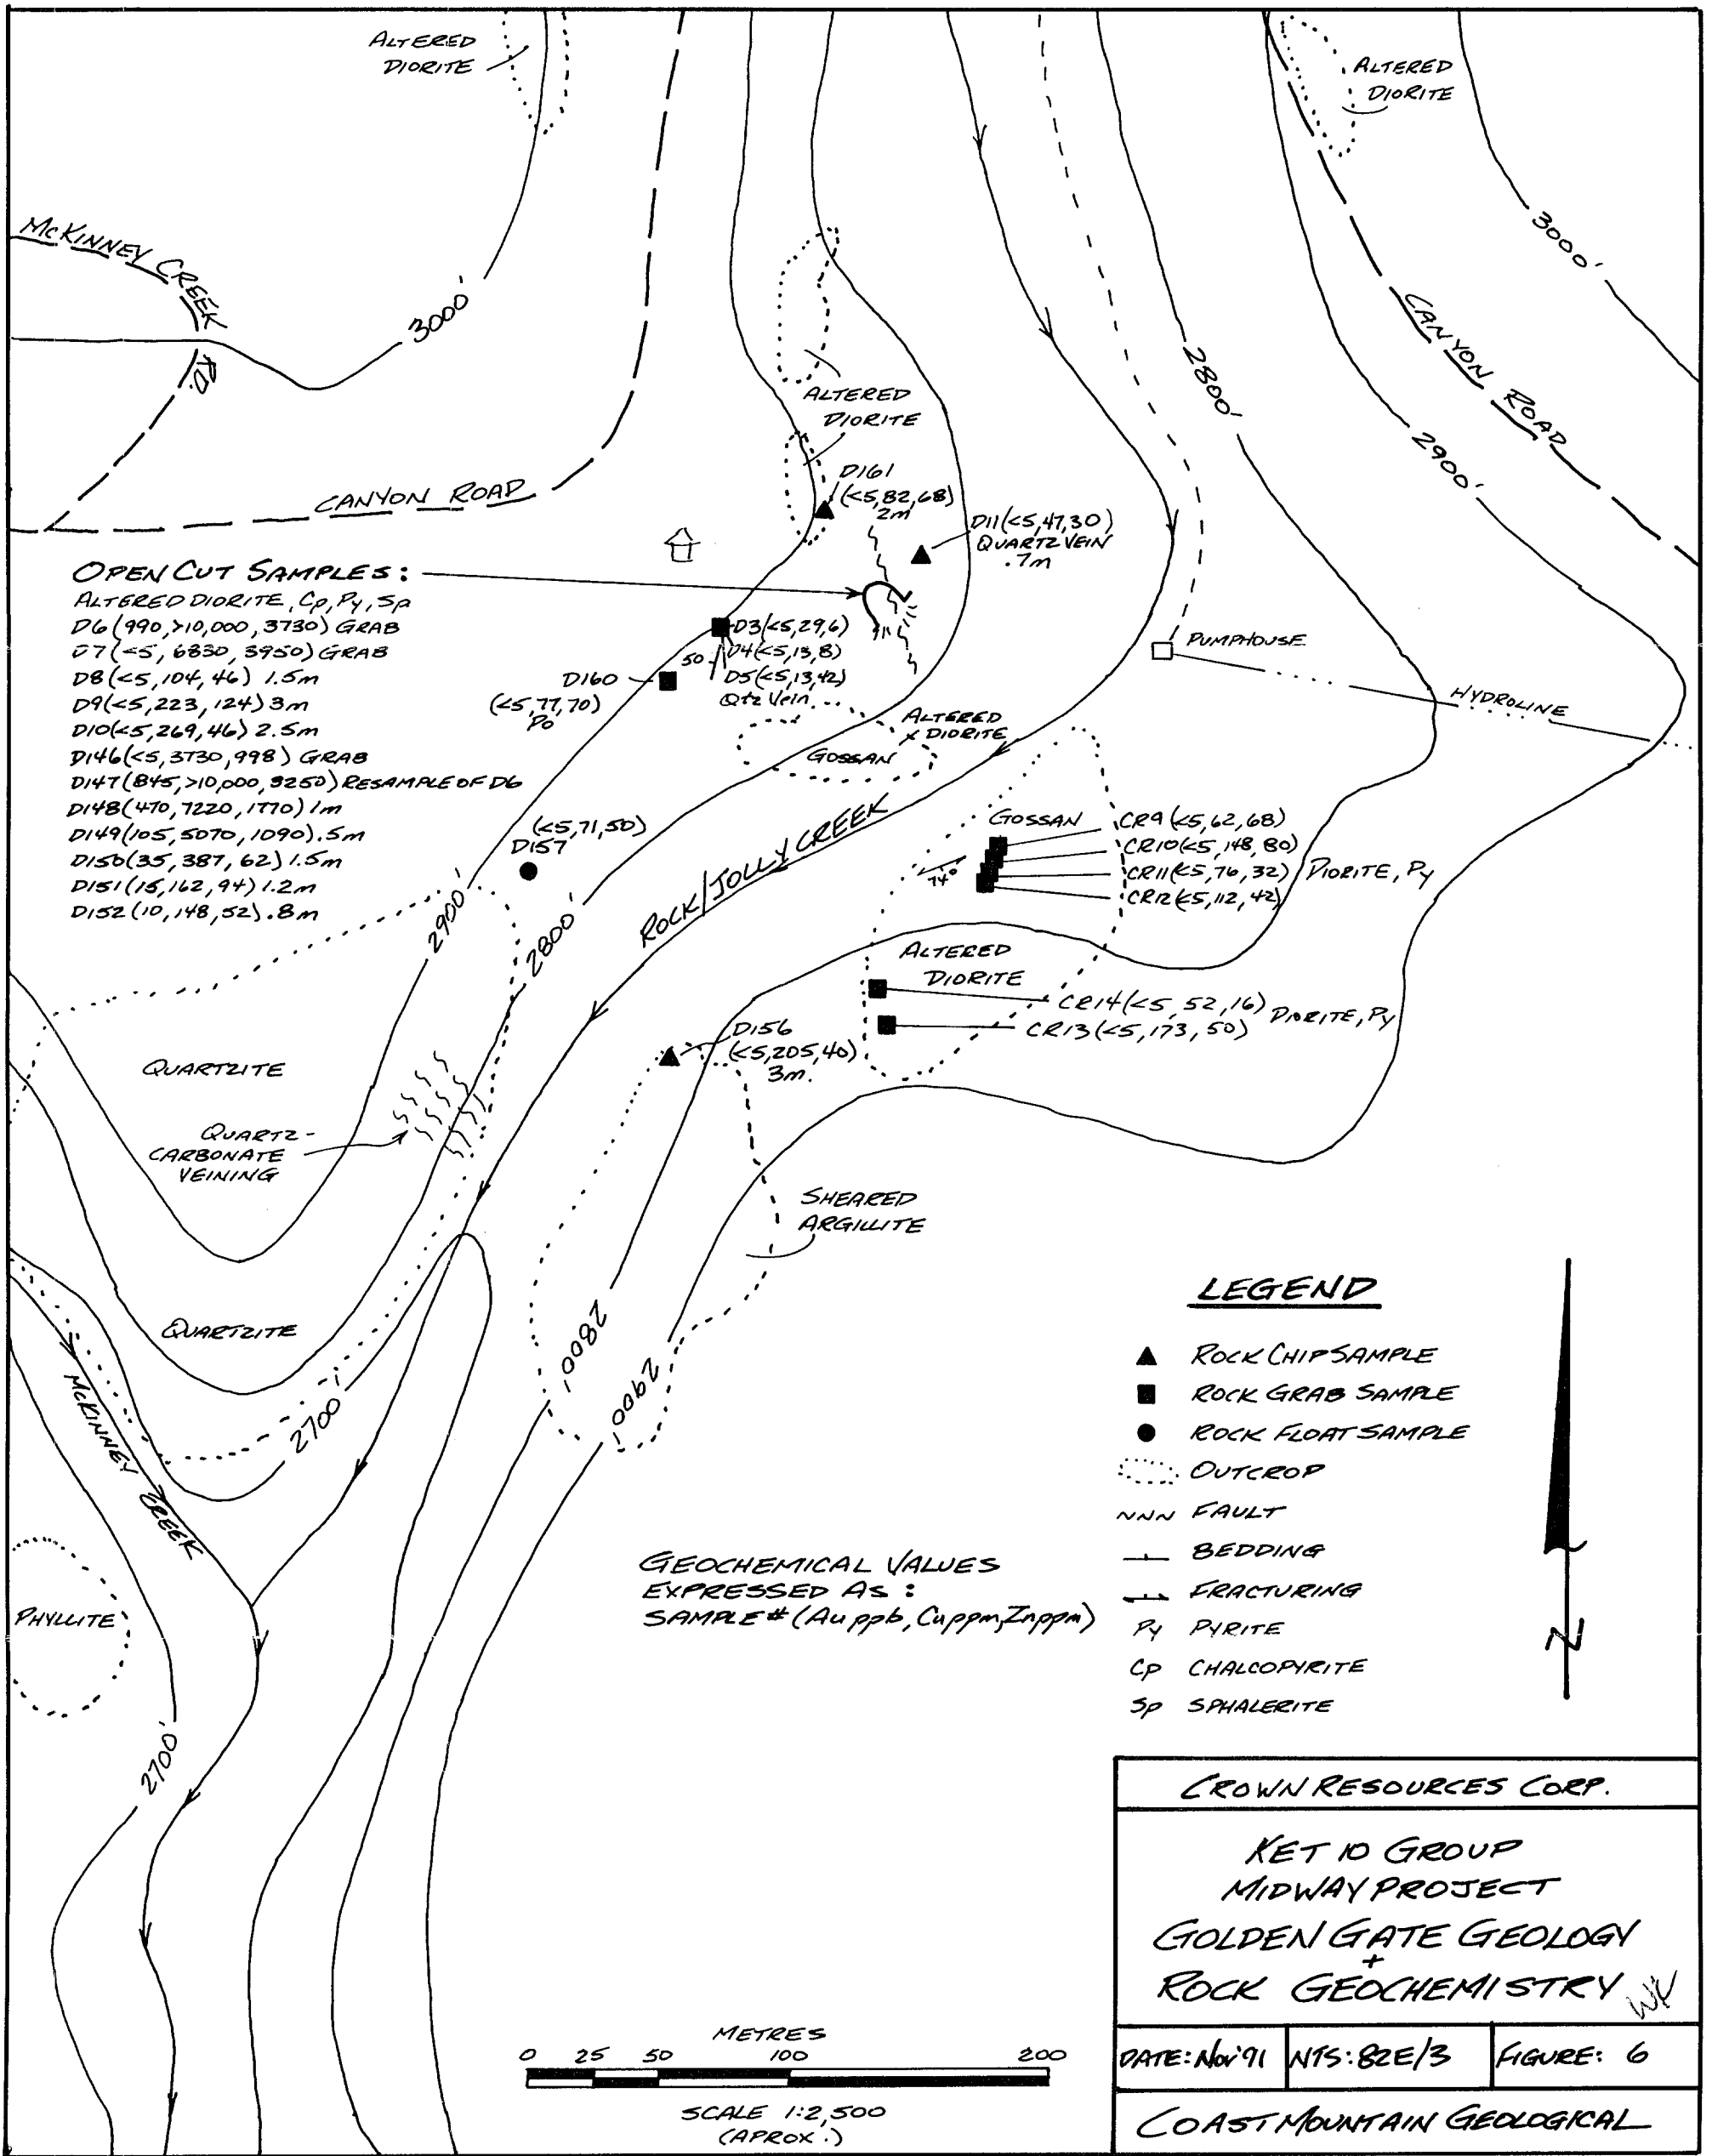 ALTERED
DIORITE
ALTERED
DIORITE
MCKINNEY CREEK
RD.
3000'
3000'
CANYON ROAD
2800'
2900'
ALTERED
DIORITE
CANYON ROAD
D161
(<5,82,68)
2m
D11(<5,47,30)
QUARTZ VEIN
.7m
OPEN CUT SAMPLES:
ALTERED DIORITE, Cp, Py, Sp
D6 (990, >10,000, 3730) GRAB
D7 (<5, 6830, 3950) GRAB
D8 (<5, 104, 46) 1.5m
D9 (<5, 223, 124) 3m
D10 (<5, 269, 46) 2.5m
D146 (<5, 3730, 998) GRAB
D147 (845, >10,000, 3250) RESAMPLE OF D6
D148 (470, 7220, 1770) 1m
D149 (105, 5070, 1090) .5m
D150 (35, 387, 62) 1.5m
D151 (15, 162, 94) 1.2m
D152 (10, 148, 52) .8m
D3(<5,29,6)
D4(<5,13,8)
50
D5(<5,13,42)
Qtz Vein
D160
(<5,77,70)
Po
PUMPHOUSE
HYDROLINE
ALTERED
DIORITE
GOSSAN
(<5,71,50)
D157
GOSSAN
74°
CR9 (<5, 62, 68)
CR10 (<5, 148, 80)
CR11 (<5, 76, 32)
CR12 (<5, 112, 42)
DIORITE, Py
2900'
2800'
ROCK/JOLLY CREEK
ALTERED
DIORITE
CR14 (<5, 52, 16)
CR13 (<5, 173, 50)
DIORITE, Py
D156
(<5,205,40)
3m.
QUARTZITE
QUARTZ-
CARBONATE
VEINING
SHEARED
ARGILLITE
QUARTZITE
2800'
2900'
2700
MCKINNEY CREEK
PHYLLITE
2700'
LEGEND
ROCK CHIP SAMPLE
ROCK GRAB SAMPLE
ROCK FLOAT SAMPLE
OUTCROP
FAULT
BEDDING
FRACTURING
Py PYRITE
Cp CHALCOPYRITE
Sp SPHALERITE
N
GEOCHEMICAL VALUES
EXPRESSED AS:
SAMPLE # (Au ppb, Cu ppm, Zn ppm)
METRES
0 25 50 100 200
SCALE 1:2,500
(APROX.)
CROWN RESOURCES CORP.
KET 10 GROUP
MIDWAY PROJECT
GOLDEN GATE GEOLOGY
+
ROCK GEOCHEMISTRY
DATE: Nov '91
NTS: 82E/3
FIGURE: 6
COAST MOUNTAIN GEOLOGICAL